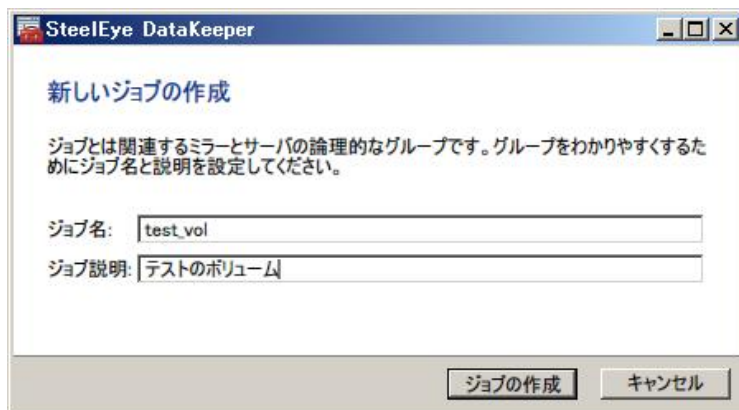 SteelEye DataKeeper
新しいジョブの作成
ジョブとは関連するミラーとサーバの論理的なグループです。グループをわかりやすくするた
めにジョブ名と説明を設定してください。
ジョブ名: test_vol
ジョブ説明: テストのボリューム
ジョブの作成 キャンセル